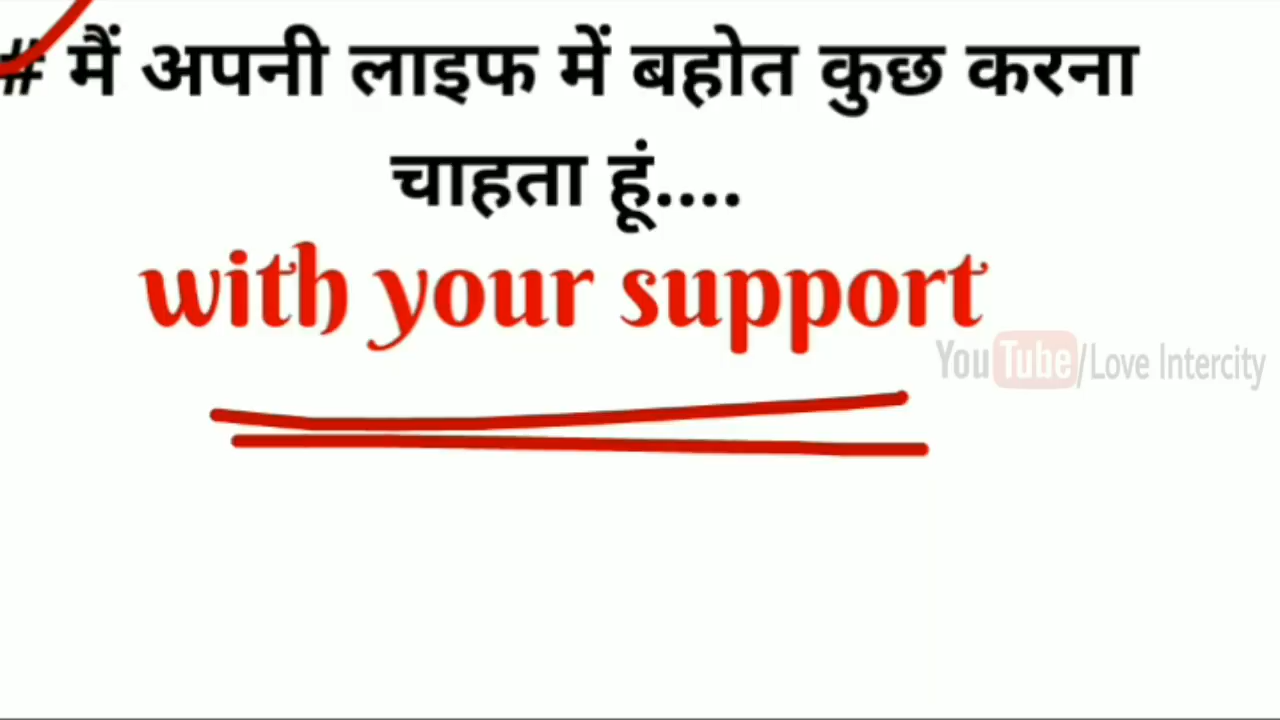 # मैं अपनी लाइफ में बहोत कुछ करना
चाहता हूं....
with your support
YouTube/Love Intercity